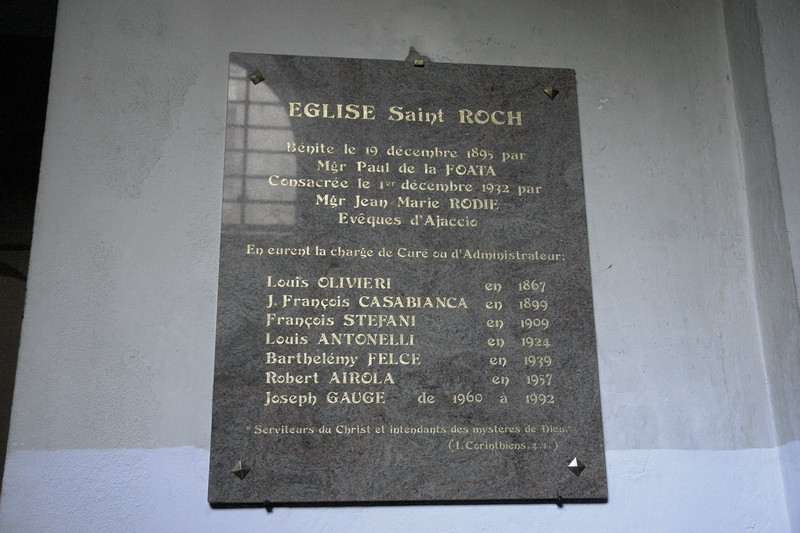 EGLISE Saint ROCH
Bénite le 19 décembre 1895 par
Mgr Paul de la FOATA
Consacrée le 1er décembre 1932 par
Mgr Jean-Marie RODIE
Evêques d'Ajaccio
En eurent la charge de Curé ou d'Administrateur:
Louis OLIVIERI en 1867
J. François CASABIANCA en 1899
François STEFANI en 1909
Louis ANTONELLI en 1924
Barthelémy FELCE en 1939
Robert AIROLA en 1957
Joseph GAUGE de 1960 à 1992
"Serviteurs du Christ et intendants des mystères de Dieu."
(I.Corinthiens.4.1.)